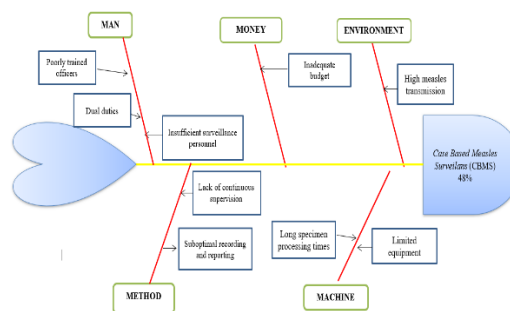 MAN
MONEY
ENVIRONMENT
Poorly trained
officers
Inadequate
budget
High measles
transmission
Dual duties
Insufficient surveillance
personnel
Case Based Measles
Surveilans (CBMS)
48%
Lack of continuous
supervision
Suboptimal recording
and reporting
Long specimen
processing times
Limited
equipment
METHOD
MACHINE